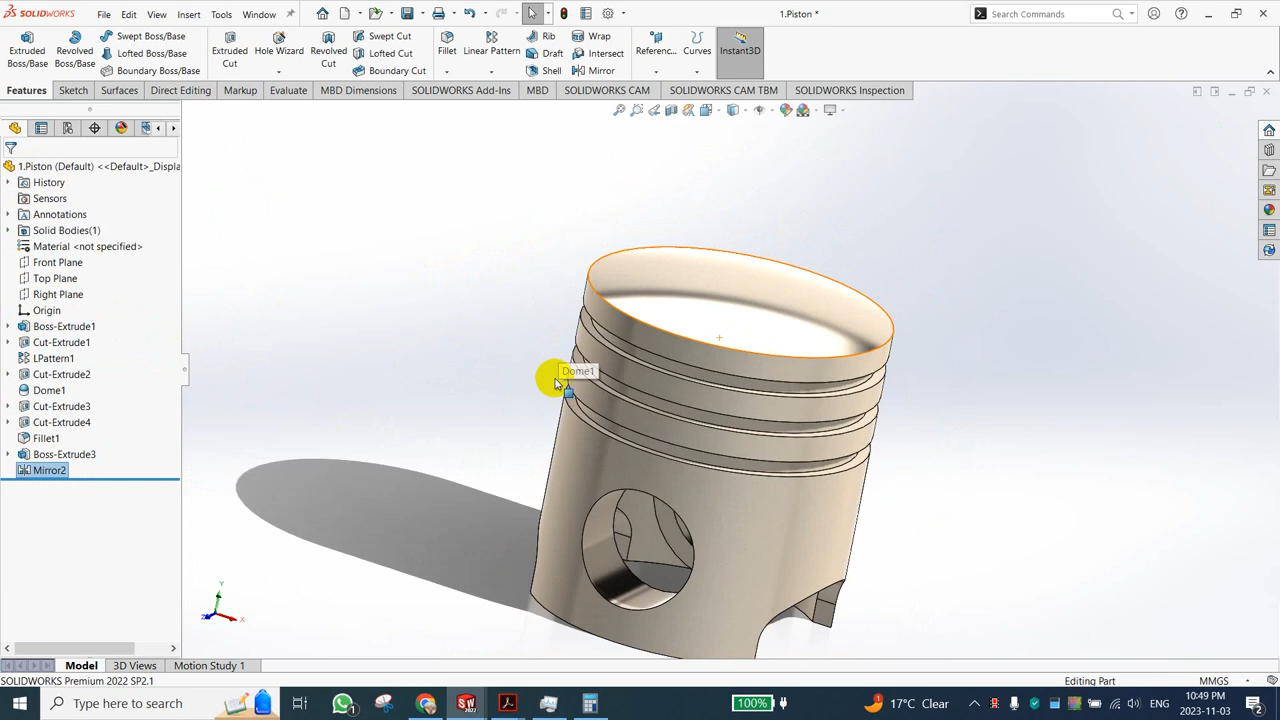 SOLIDWORKS
File
Edit
View
Insert
Tools
Window
1.Piston *
Search Commands
Extruded Boss/Base
Revolved Boss/Base
Swept Boss/Base
Lofted Boss/Base
Boundary Boss/Base
Extruded Cut
Hole Wizard
Revolved Cut
Swept Cut
Lofted Cut
Boundary Cut
Fillet
Linear Pattern
Rib
Draft
Shell
Wrap
Intersect
Mirror
Referenc...
Curves
Instant3D
Features
Sketch
Surfaces
Direct Editing
Markup
Evaluate
MBD Dimensions
SOLIDWORKS Add-Ins
MBD
SOLIDWORKS CAM
SOLIDWORKS CAM TBM
SOLIDWORKS Inspection
1.Piston (Default) <<Default>_Displa
History
Sensors
Annotations
Solid Bodies(1)
Material <not specified>
Front Plane
Top Plane
Right Plane
Origin
Boss-Extrude1
Cut-Extrude1
LPattern1
Cut-Extrude2
Dome1
Cut-Extrude3
Cut-Extrude4
Fillet1
Boss-Extrude3
Mirror2
Dome1
Y
X
Z
Model
3D Views
Motion Study 1
SOLIDWORKS Premium 2022 SP2.1
Editing Part
MMGS
Type here to search
100%
17°C Clear
ENG
10:49 PM
2023-11-03
2